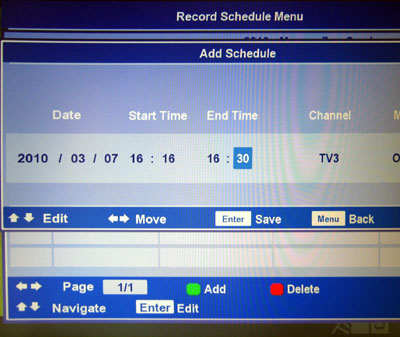 Record Schedule Menu
Add Schedule
Date Start Time End Time Channel
2010 / 03 / 07 16 : 16 16 : 30 TV3
Edit Move Enter Save Menu Back
Page 1/1 Add Delete
Navigate Enter Edit